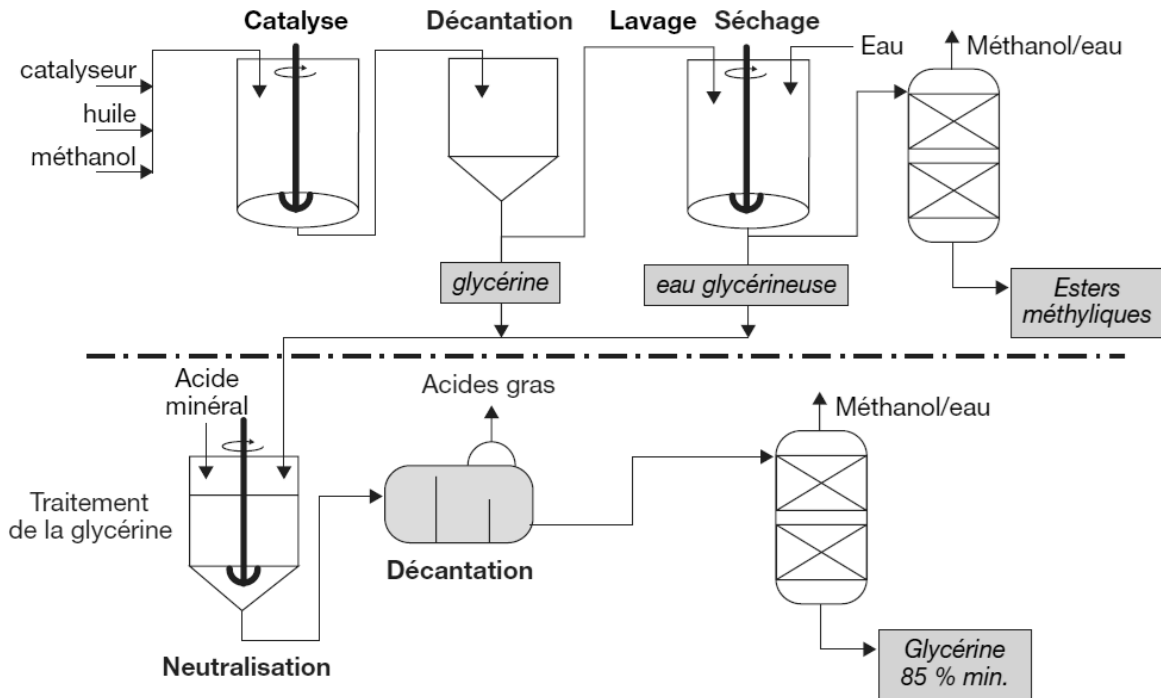 Catalyse
Décantation
Lavage
Séchage
catalyseur
huile
méthanol
Eau
Méthanol/eau
glycérine
eau glycérineuse
Esters
méthyliques
Acide
minéral
Acides gras
Méthanol/eau
Traitement
de la glycérine
Décantation
Neutralisation
Glycérine
85 % min.